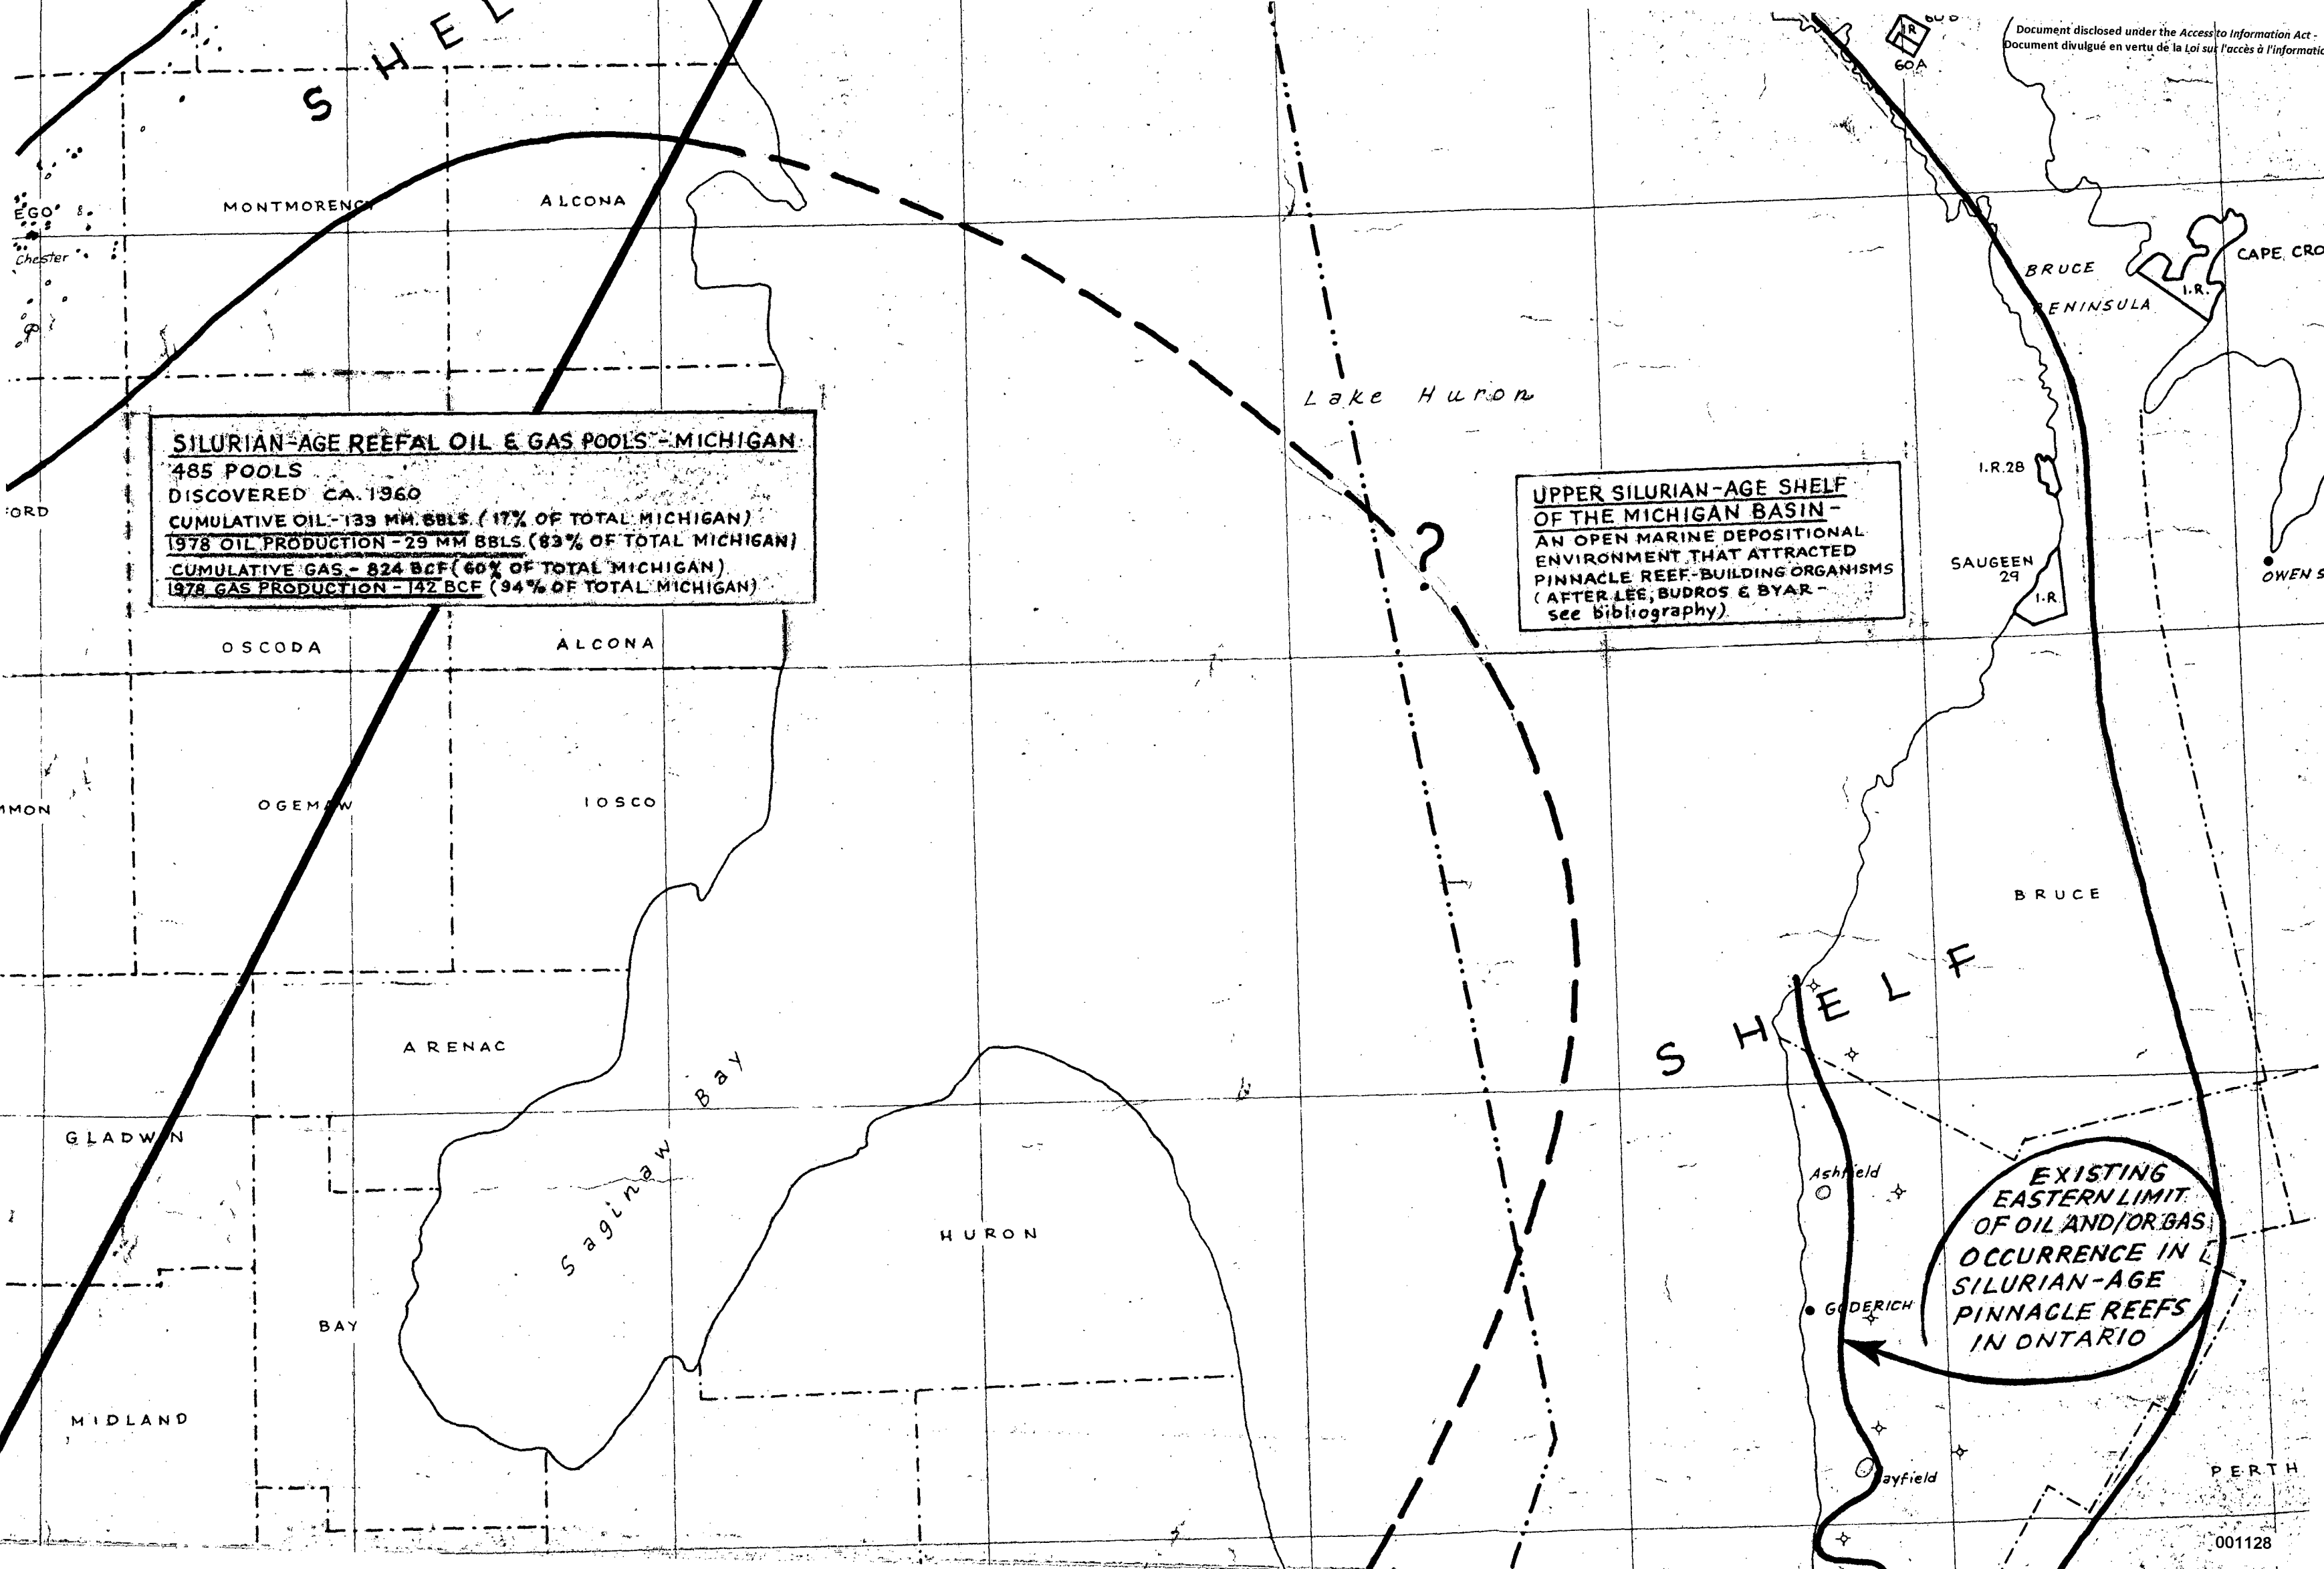 S H E L
60B
IR
60A
Document disclosed under the Access to Information Act -
Document divulgué en vertu de la Loi sur l'accès à l'informatio
MONTMORENCY
ALCONA
EGO
Chester
BRUCE
PENINSULA
CAPE CRO
I.R.
Lake Huron
SILURIAN-AGE REEFAL OIL & GAS POOLS - MICHIGAN
485 POOLS
DISCOVERED CA. 1960
CUMULATIVE OIL - 133 MM BBLS. (17% OF TOTAL MICHIGAN)
1978 OIL PRODUCTION - 29 MM BBLS (83% OF TOTAL MICHIGAN)
CUMULATIVE GAS - 824 BCF (60% OF TOTAL MICHIGAN)
1978 GAS PRODUCTION - 142 BCF (94% OF TOTAL MICHIGAN)
UPPER SILURIAN-AGE SHELF
OF THE MICHIGAN BASIN -
AN OPEN MARINE DEPOSITIONAL
ENVIRONMENT THAT ATTRACTED
PINNACLE REEF-BUILDING ORGANISMS
(AFTER LEE, BUDROS & BYAR -
see bibliography)
I.R.28
ORD
?
SAUGEEN
29
I.R.
OWEN S
OSCODA
ALCONA
MMON
OGEMAW
IOSCO
BRUCE
S H E L F
ARENAC
Saginaw Bay
GLADWIN
HURON
Ashfield
EXISTING
EASTERN LIMIT
OF OIL AND/OR GAS
OCCURRENCE IN
SILURIAN-AGE
PINNACLE REEFS
IN ONTARIO
GODERICH
BAY
MIDLAND
PERTH
ayfield
001128